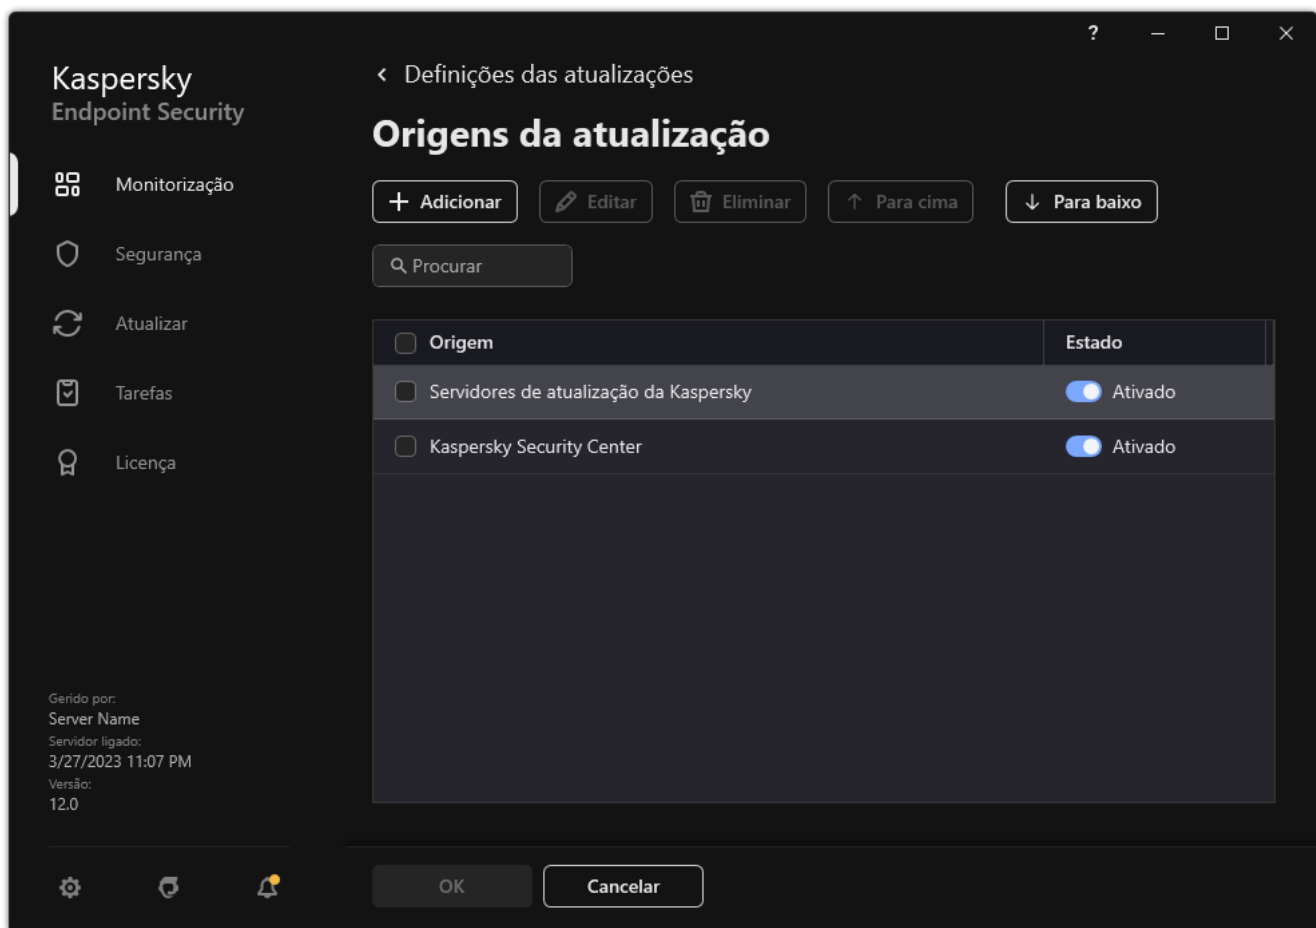 ?
Kaspersky
Endpoint Security
Monitorização
Segurança
Atualizar
Tarefas
Licença
Gerido por:
Server Name
Servidor ligado:
3/27/2023 11:07 PM
Versão:
12.0
Definições das atualizações
Origens da atualização
Adicionar Editar Eliminar Para cima Para baixo
Procurar
Origem Estado
Servidores de atualização da Kaspersky Ativado
Kaspersky Security Center Ativado
OK Cancelar